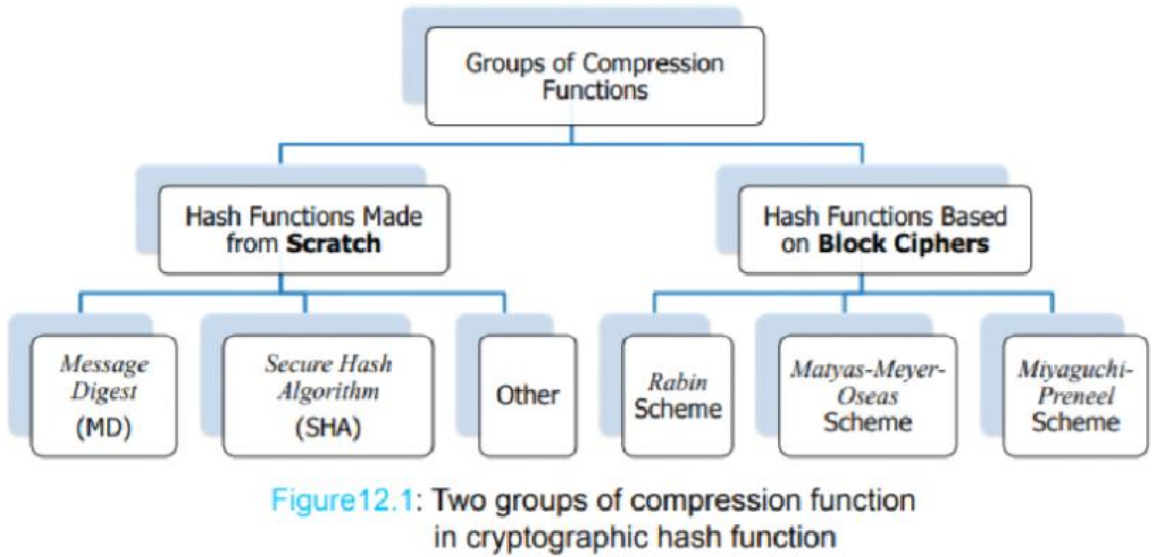 Groups of Compression
Functions
Hash Functions Made
from Scratch
Hash Functions Based
on Block Ciphers
Message
Digest
(MD)
Secure Hash
Algorithm
(SHA)
Other
Rabin
Scheme
Matyas-Meyer-
Oseas
Scheme
Miyaguchi-
Preneel
Scheme
Figure12.1: Two groups of compression function
in cryptographic hash function